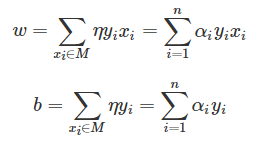 w = ∑_{x_i∈M} ηy_i x_i = ∑_{i=1}^{n} α_i y_i x_i
b = ∑_{x_i∈M} ηy_i = ∑_{i=1}^{n} α_i y_i